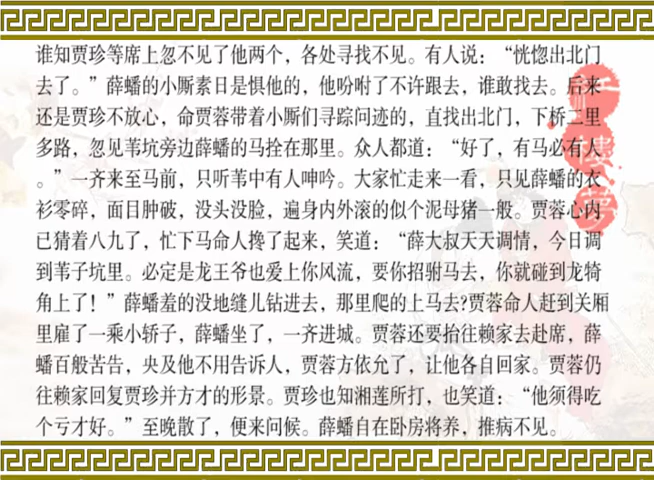 谁知贾珍等席上忽不见了他两个，各处寻找不见。有人说：“恍惚出北门
去了。”薛蟠的小厮素日是惧他的，他吩咐了不许跟去，谁敢找去。后来
还是贾珍不放心，命贾蓉带着小厮们寻踪问迹的，直找出北门，下桥二里
多路，忽见苇坑旁边薛蟠的马拴在那里。众人都道：“好了，有马必有人
。”一齐来至马前，只听苇中有人呻吟。大家忙走来一看，只见薛蟠的衣
衫零碎，面目肿破，没头没脸，遍身内外滚的似个泥母猪一般。贾蓉心内
已猜着八九了，忙下马命人搀了起来，笑道：“薛大叔天天调情，今日调
到苇子坑里。必定是龙王爷也爱上你风流，要你招驸马去，你就碰到龙犄
角上了！”薛蟠羞的没地缝儿钻进去，那里爬的上马去?贾蓉命人赶到关厢
里雇了一乘小轿子，薛蟠坐了，一齐进城。贾蓉还要抬往赖家去赴席，薛
蟠百般苦告，央及他不用告诉人，贾蓉方依允了，让他各自回家。贾蓉仍
往赖家回复贾珍并方才的形景。贾珍也知湘莲所打，也笑道：“他须得吃
个亏才好。”至晚散了，便来问候。薛蟠自在卧房将养，推病不见。
红楼梦